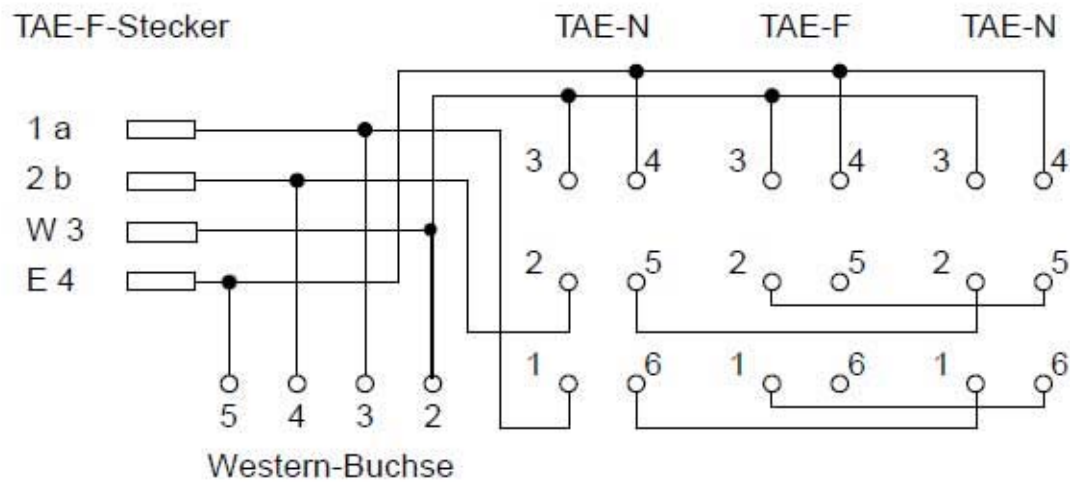 TAE-F-Stecker TAE-N TAE-F TAE-N
1 a
2 b
3 4 3 4 3 4
W 3
2 5 2 5 2 5
E 4
1 6 1 6 1 6
5 4 3 2
Western-Buchse